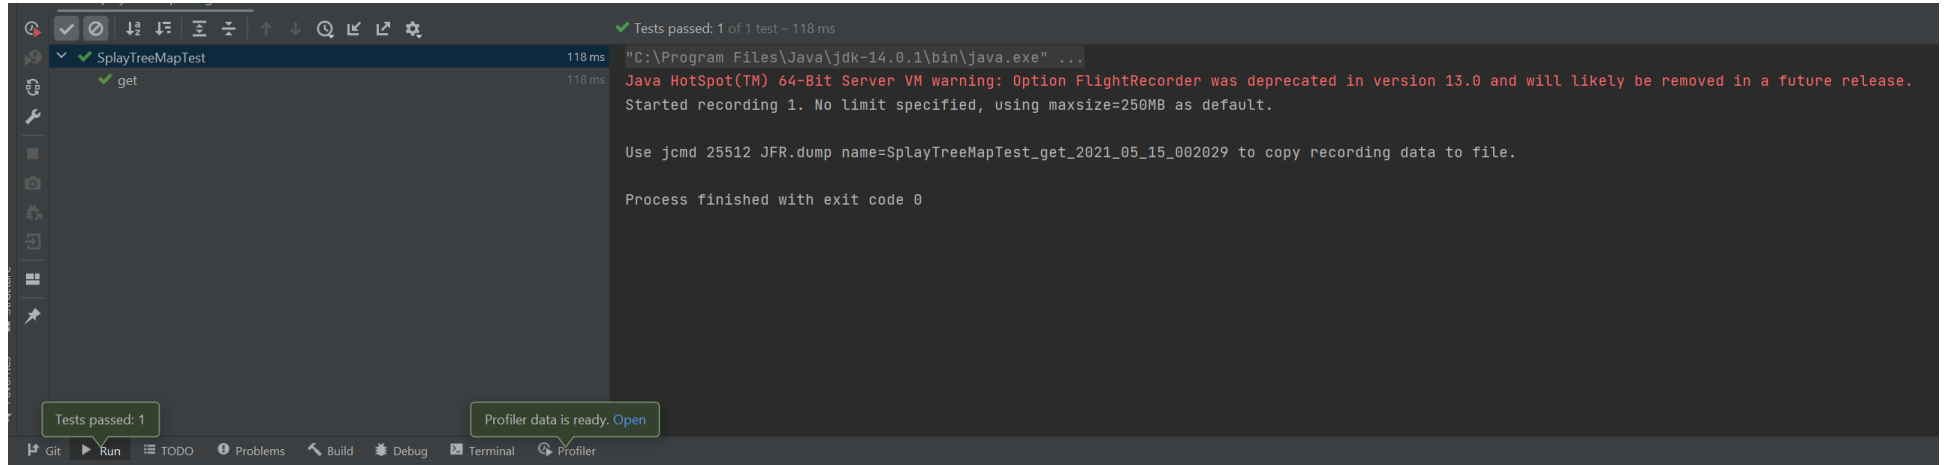 Tests passed: 1 of 1 test – 118 ms
SplayTreeMapTest 118 ms
get 118 ms
"C:\Program Files\Java\jdk-14.0.1\bin\java.exe" ...
Java HotSpot(TM) 64-Bit Server VM warning: Option FlightRecorder was deprecated in version 13.0 and will likely be removed in a future release.
Started recording 1. No limit specified, using maxsize=250MB as default.
Use jcmd 25512 JFR.dump name=SplayTreeMapTest_get_2021_05_15_002029 to copy recording data to file.
Process finished with exit code 0
Structure
Favorites
Tests passed: 1
Profiler data is ready. Open
Git Run TODO Problems Build Debug Terminal Profiler